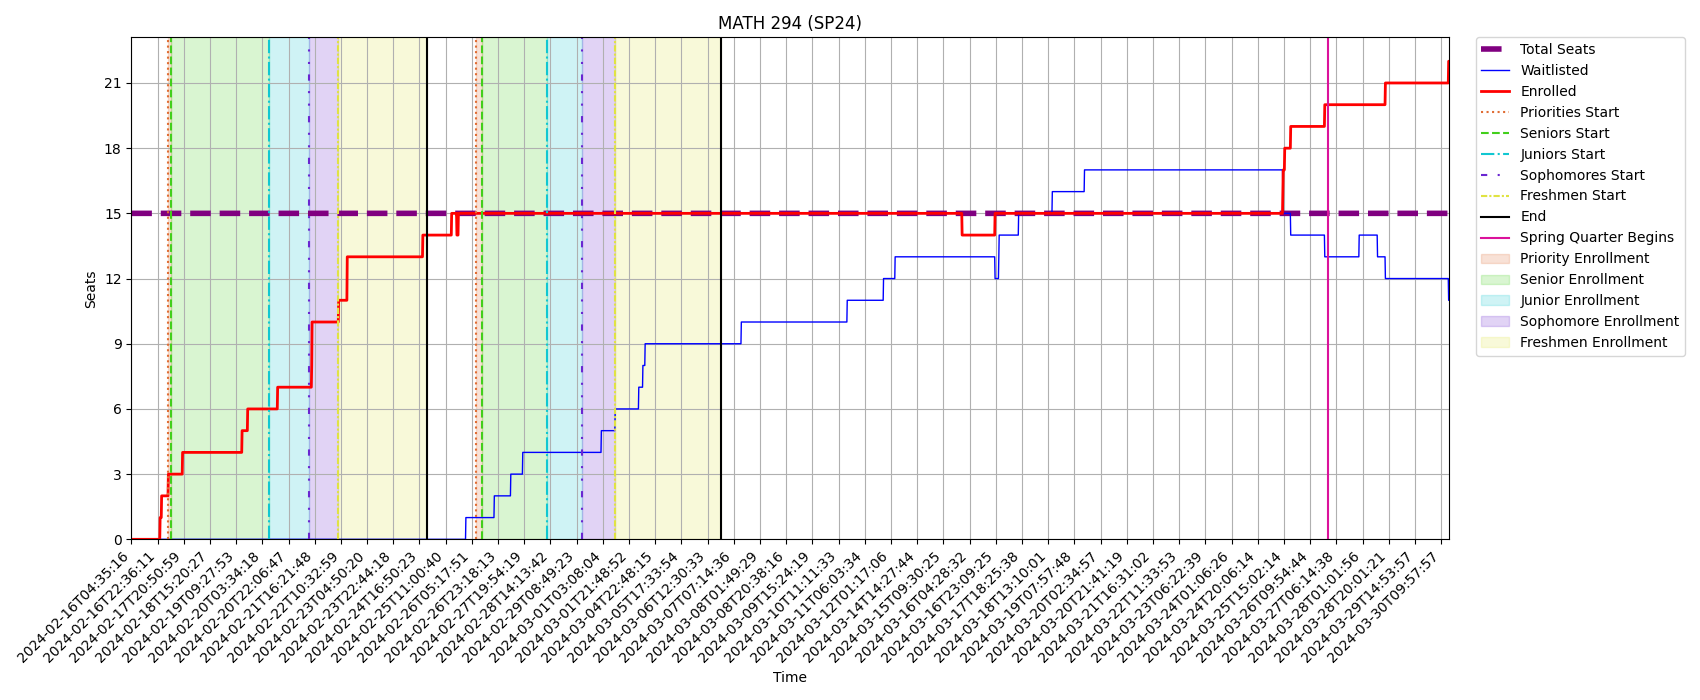 MATH 294 (SP24)
21
18
15
12
9
6
3
0
Seats
2024-02-16T04:35:16
2024-02-16T22:36:11
2024-02-17T20:50:59
2024-02-18T15:20:27
2024-02-19T09:27:53
2024-02-20T03:34:18
2024-02-20T22:06:47
2024-02-21T16:21:48
2024-02-22T10:32:59
2024-02-23T04:50:20
2024-02-23T22:44:18
2024-02-24T16:50:23
2024-02-25T11:00:40
2024-02-26T05:17:51
2024-02-26T23:18:13
2024-02-27T19:54:19
2024-02-28T14:13:42
2024-02-29T08:49:23
2024-03-01T03:08:04
2024-03-01T21:48:52
2024-03-04T22:48:15
2024-03-05T17:33:54
2024-03-06T12:30:33
2024-03-07T07:14:36
2024-03-08T01:49:29
2024-03-08T20:38:16
2024-03-09T15:24:19
2024-03-10T11:11:33
2024-03-11T06:03:34
2024-03-12T01:17:06
2024-03-14T14:27:44
2024-03-15T09:30:25
2024-03-16T04:28:32
2024-03-16T23:09:25
2024-03-17T18:25:38
2024-03-18T13:10:01
2024-03-19T07:57:48
2024-03-20T02:34:57
2024-03-20T21:41:19
2024-03-21T16:31:02
2024-03-22T11:33:53
2024-03-23T06:22:39
2024-03-24T01:06:26
2024-03-24T20:06:14
2024-03-25T15:02:14
2024-03-26T09:54:44
2024-03-27T06:14:38
2024-03-28T01:01:56
2024-03-28T20:01:21
2024-03-29T14:53:57
2024-03-30T09:57:57
Time
Total Seats
Waitlisted
Enrolled
Priorities Start
Seniors Start
Juniors Start
Sophomores Start
Freshmen Start
End
Spring Quarter Begins
Priority Enrollment
Senior Enrollment
Junior Enrollment
Sophomore Enrollment
Freshmen Enrollment